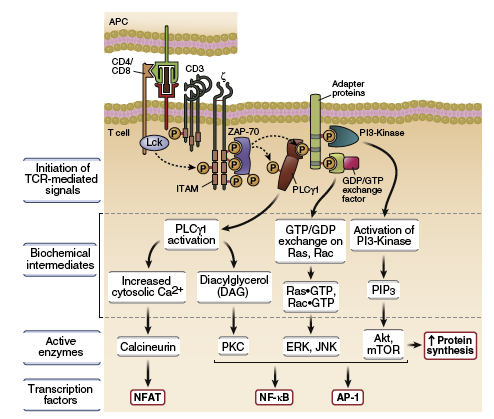 APC
CD4/
CD8
CD3
ζ
Adapter
proteins
T cell
Lck
P
ZAP-70
P
PI3-Kinase
P
P
P
P
P
P
P
P
P
ITAM
PLCγ1
GDP/GTP
exchange
factor
Initiation of
TCR-mediated
signals
PLCγ1
activation
GTP/GDP
exchange on
Ras, Rac
Activation of
PI3-Kinase
Biochemical
intermediates
Increased
cytosolic Ca2+
Diacylglycerol
(DAG)
Ras•GTP,
Rac•GTP
PIP3
Active
enzymes
Calcineurin
PKC
ERK, JNK
Akt,
mTOR
↑ Protein
synthesis
Transcription
factors
NFAT
NF-κB
AP-1